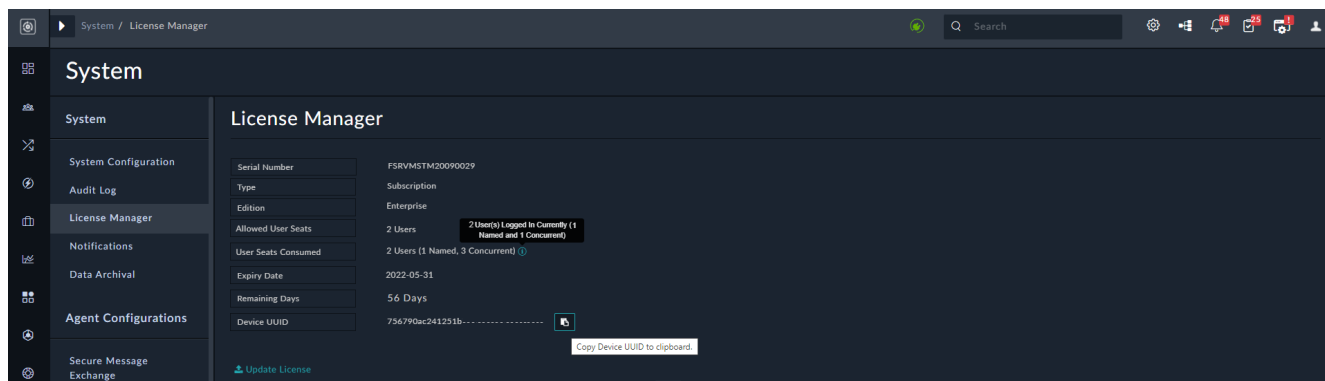 System / License Manager
Search
48
25
!
System
System
System Configuration
Audit Log
License Manager
Notifications
Data Archival
Agent Configurations
Secure Message
Exchange
License Manager
Serial Number FSRVMSTM20090029
Type Subscription
Edition Enterprise
Allowed User Seats 2 Users
2 User(s) Logged In Currently (1
Named and 1 Concurrent)
User Seats Consumed 2 Users (1 Named, 3 Concurrent)
Expiry Date 2022-05-31
Remaining Days 56 Days
Device UUID 756790ac241251b-------------------
Copy Device UUID to clipboard.
Update License